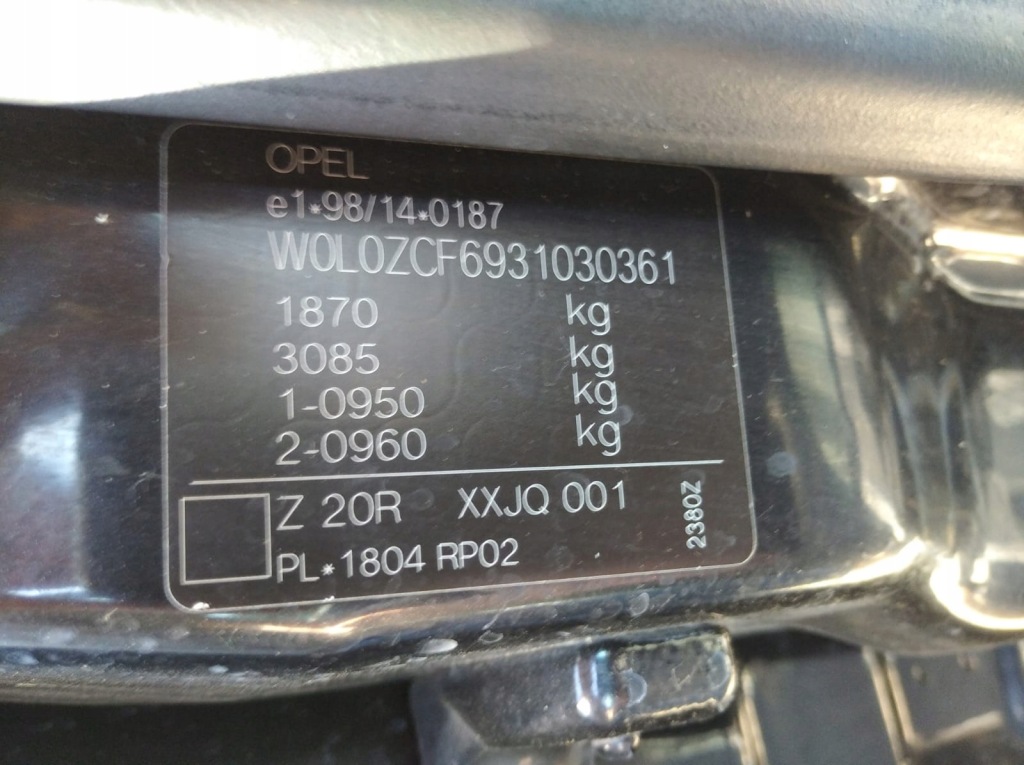 OPEL
e1*98/14*0187
W0L0ZCF6931030361
1870 kg
3085 kg
1-0950 kg
2-0960 kg
Z 20R XXJQ 001
PL*1804 RP02
2380Z